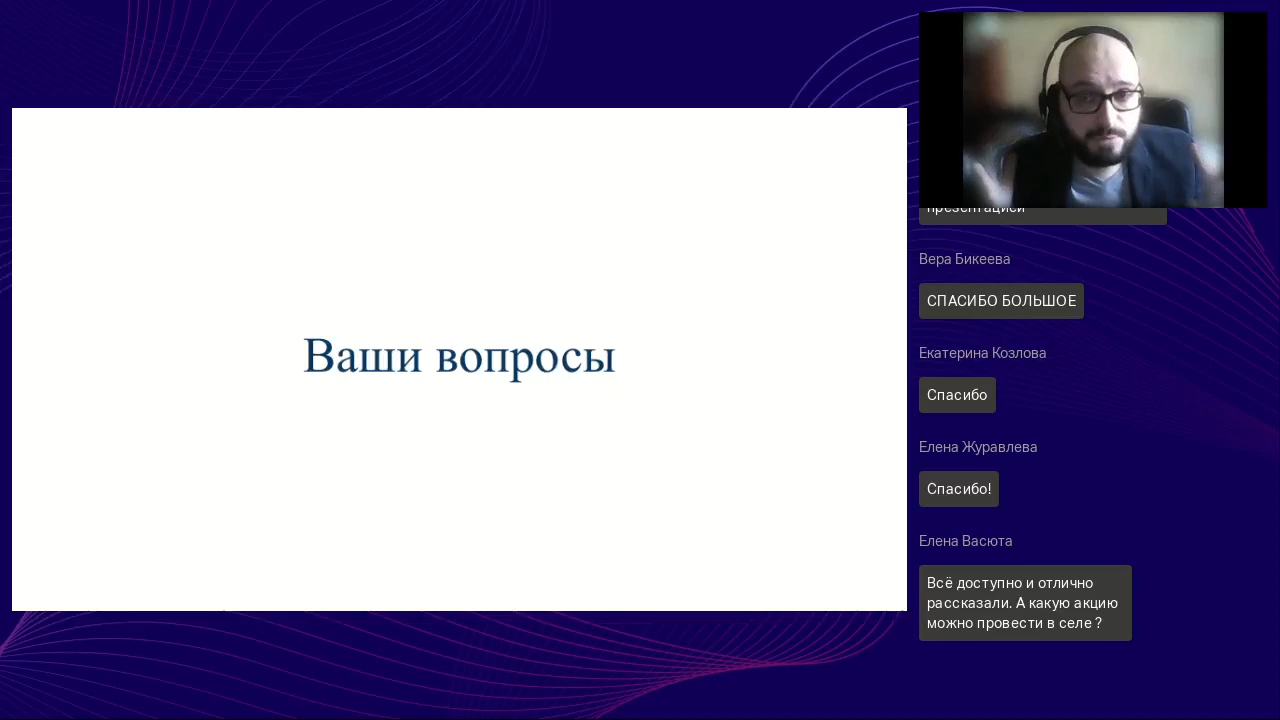 Ваши вопросы
презентациси
Вера Бикеева
СПАСИБО БОЛЬШОЕ
Екатерина Козлова
Спасибо
Елена Журавлева
Спасибо!
Елена Васюта
Всё доступно и отлично
рассказали. А какую акцию
можно провести в селе ?